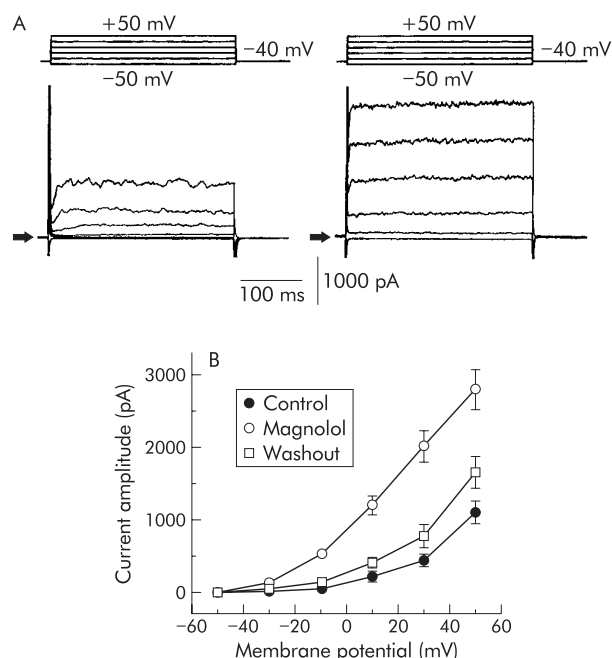 A
+50 mV
−40 mV
−50 mV
+50 mV
−40 mV
−50 mV
100 ms
1000 pA
B
Current amplitude (pA)
3000
2000
1000
0
Control
Magnolol
Washout
−60 −40 −20 0 20 40 60
Membrane potential (mV)